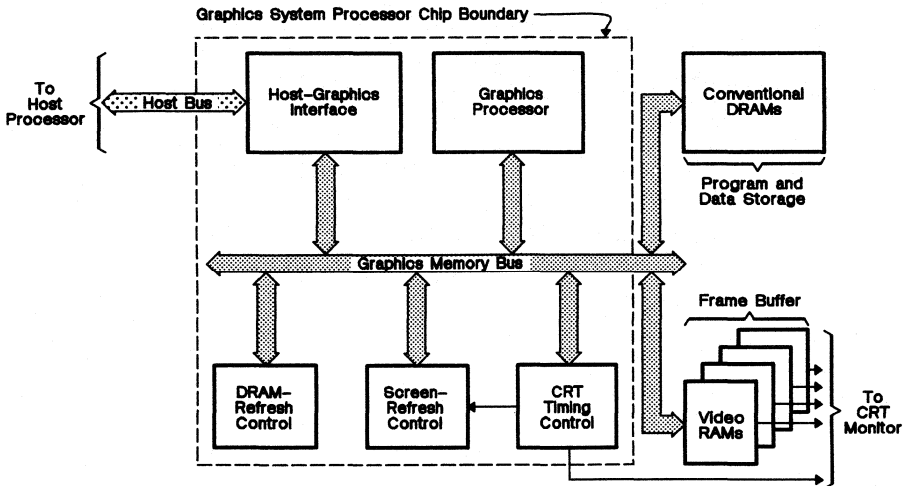 Graphics System Processor Chip Boundary
To
Host
Processor
Host Bus
Host–Graphics
Interface
Graphics
Processor
Conventional
DRAMs
Program and
Data Storage
Graphics Memory Bus
Frame Buffer
DRAM–
Refresh
Control
Screen–
Refresh
Control
CRT
Timing
Control
Video
RAMs
To
CRT
Monitor